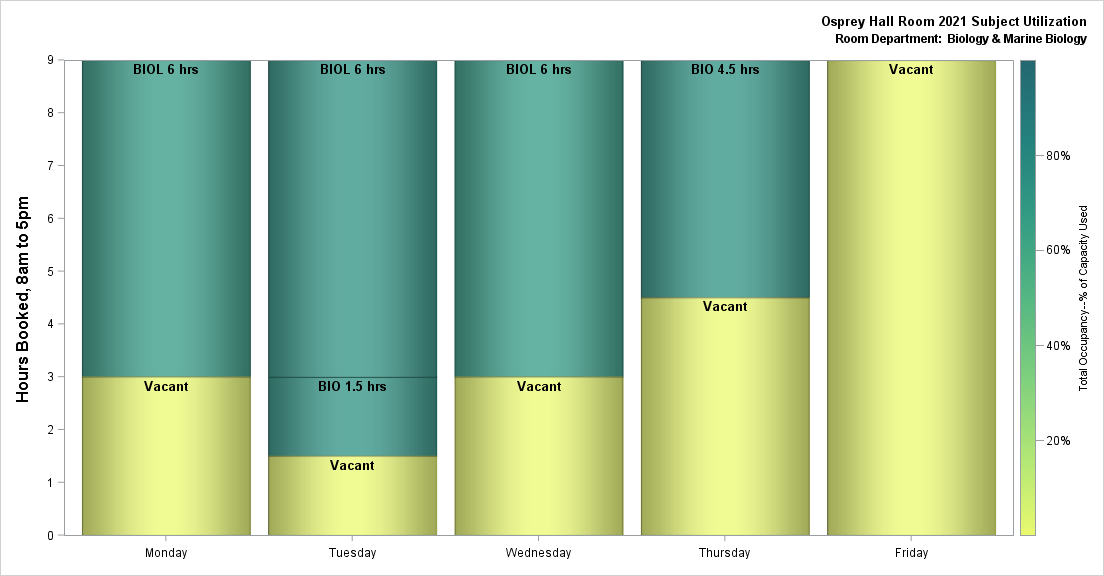 Osprey Hall Room 2021 Subject Utilization
Room Department: Biology & Marine Biology
Hours Booked, 8am to 5pm
9
8
7
6
5
4
3
2
1
0
BIOL 6 hrs
Vacant
BIOL 6 hrs
BIO 1.5 hrs
Vacant
BIOL 6 hrs
Vacant
BIO 4.5 hrs
Vacant
Vacant
Monday
Tuesday
Wednesday
Thursday
Friday
80%
60%
40%
20%
Total Occupancy--% of Capacity Used